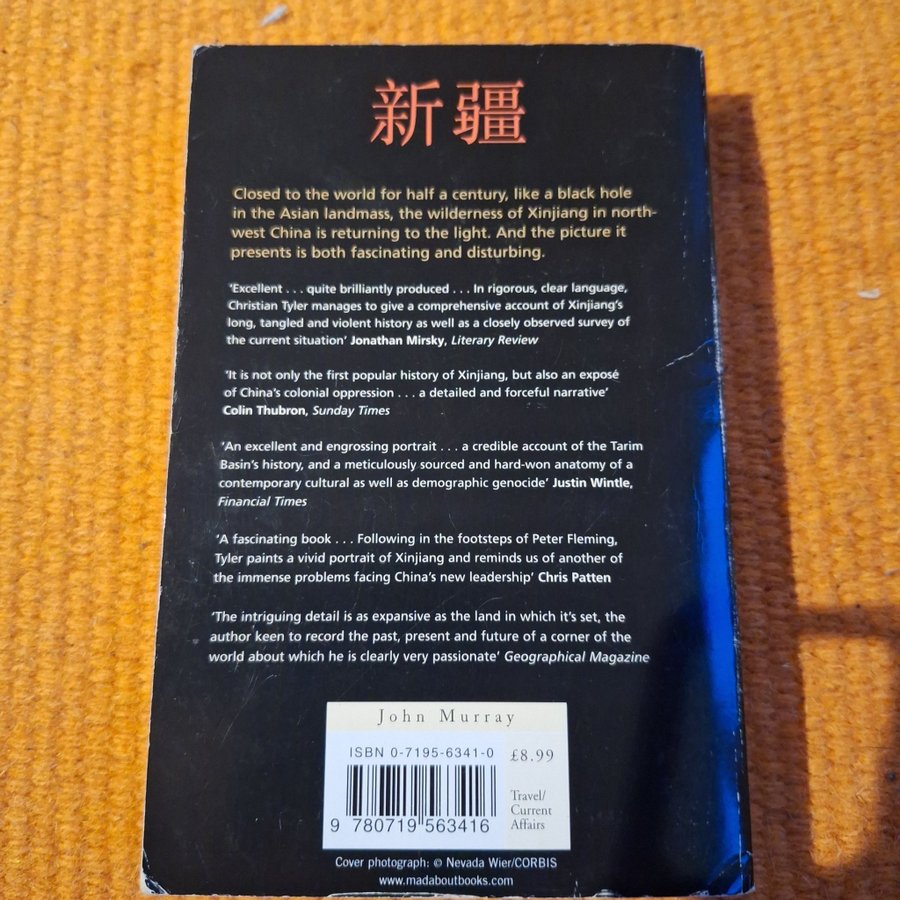 新疆
Closed to the world for half a century, like a black hole
in the Asian landmass, the wilderness of Xinjiang in north-
west China is returning to the light. And the picture it
presents is both fascinating and disturbing.
‘Excellent . . . quite brilliantly produced . . . In rigorous, clear language,
Christian Tyler manages to give a comprehensive account of Xinjiang’s
long, tangled and violent history as well as a closely observed survey of
the current situation’ Jonathan Mirsky, Literary Review
‘It is not only the first popular history of Xinjiang, but also an exposé
of China’s colonial oppression . . . a detailed and forceful narrative’
Colin Thubron, Sunday Times
‘An excellent and engrossing portrait . . . a credible account of the Tarim
Basin’s history, and a meticulously sourced and hard-won anatomy of a
contemporary cultural as well as demographic genocide’ Justin Wintle,
Financial Times
‘A fascinating book . . . Following in the footsteps of Peter Fleming,
Tyler paints a vivid portrait of Xinjiang and reminds us of another of
the immense problems facing China’s new leadership’ Chris Patten
‘The intriguing detail is as expansive as the land in which it’s set, the
author keen to record the past, present and future of a corner of the
world about which he is clearly very passionate’ Geographical Magazine
John Murray
ISBN 0-7195-6341-0
£8.99
Travel/
Current
Affairs
9 780719 563416
Cover photograph: © Nevada Wier/CORBIS
www.madaboutbooks.com